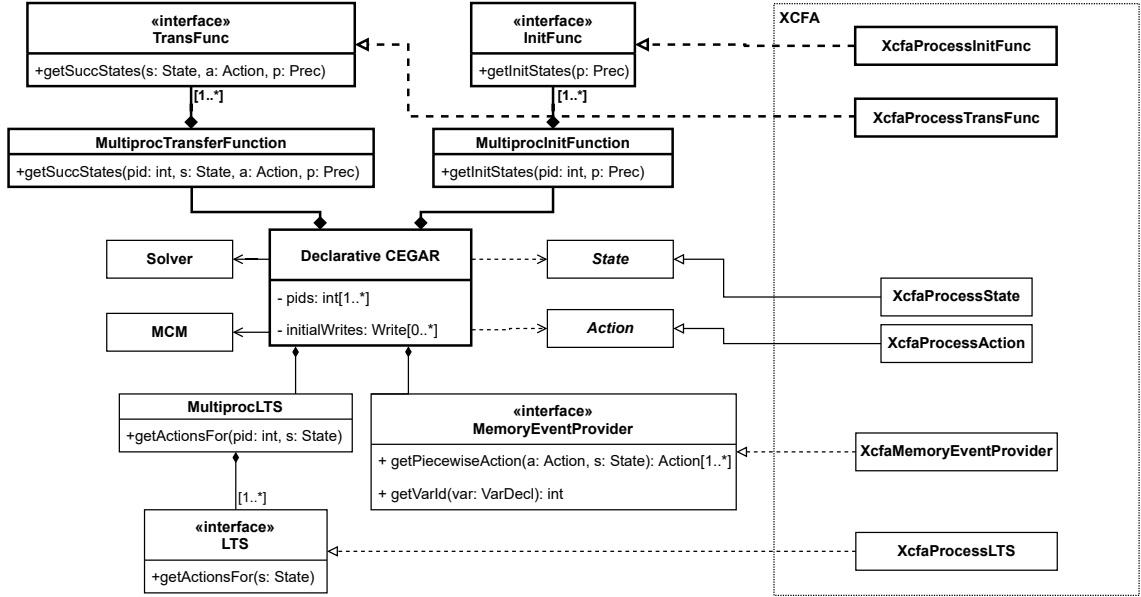 «interface»
TransFunc
+getSuccStates(s: State, a: Action, p: Prec)
[1..*]
«interface»
InitFunc
+getInitStates(p: Prec)
[1..*]
XCFA
XcfaProcessInitFunc
XcfaProcessTransFunc
MultiprocTransferFunction
+getSuccStates(pid: int, s: State, a: Action, p: Prec)
MultiprocInitFunction
+getInitStates(pid: int, p: Prec)
Solver
MCM
Declarative CEGAR
- pids: int[1..*]
- initialWrites: Write[0..*]
State
Action
XcfaProcessState
XcfaProcessAction
MultiprocLTS
+getActionsFor(pid: int, s: State)
[1..*]
«interface»
MemoryEventProvider
+ getPiecewiseAction(a: Action, s: State): Action[1..*]
+ getVarId(var: VarDecl): int
XcfaMemoryEventProvider
«interface»
LTS
+getActionsFor(s: State)
XcfaProcessLTS